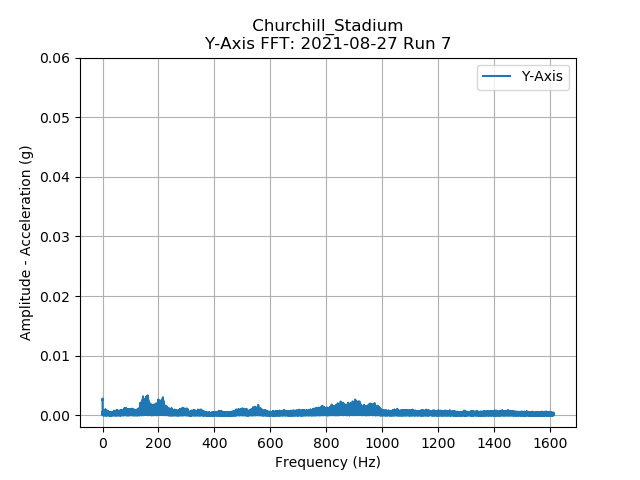 Churchill_Stadium
Y-Axis FFT: 2021-08-27 Run 7
Y-Axis
0.06
0.05
0.04
0.03
0.02
0.01
0.00
Amplitude - Acceleration (g)
0 200 400 600 800 1000 1200 1400 1600
Frequency (Hz)